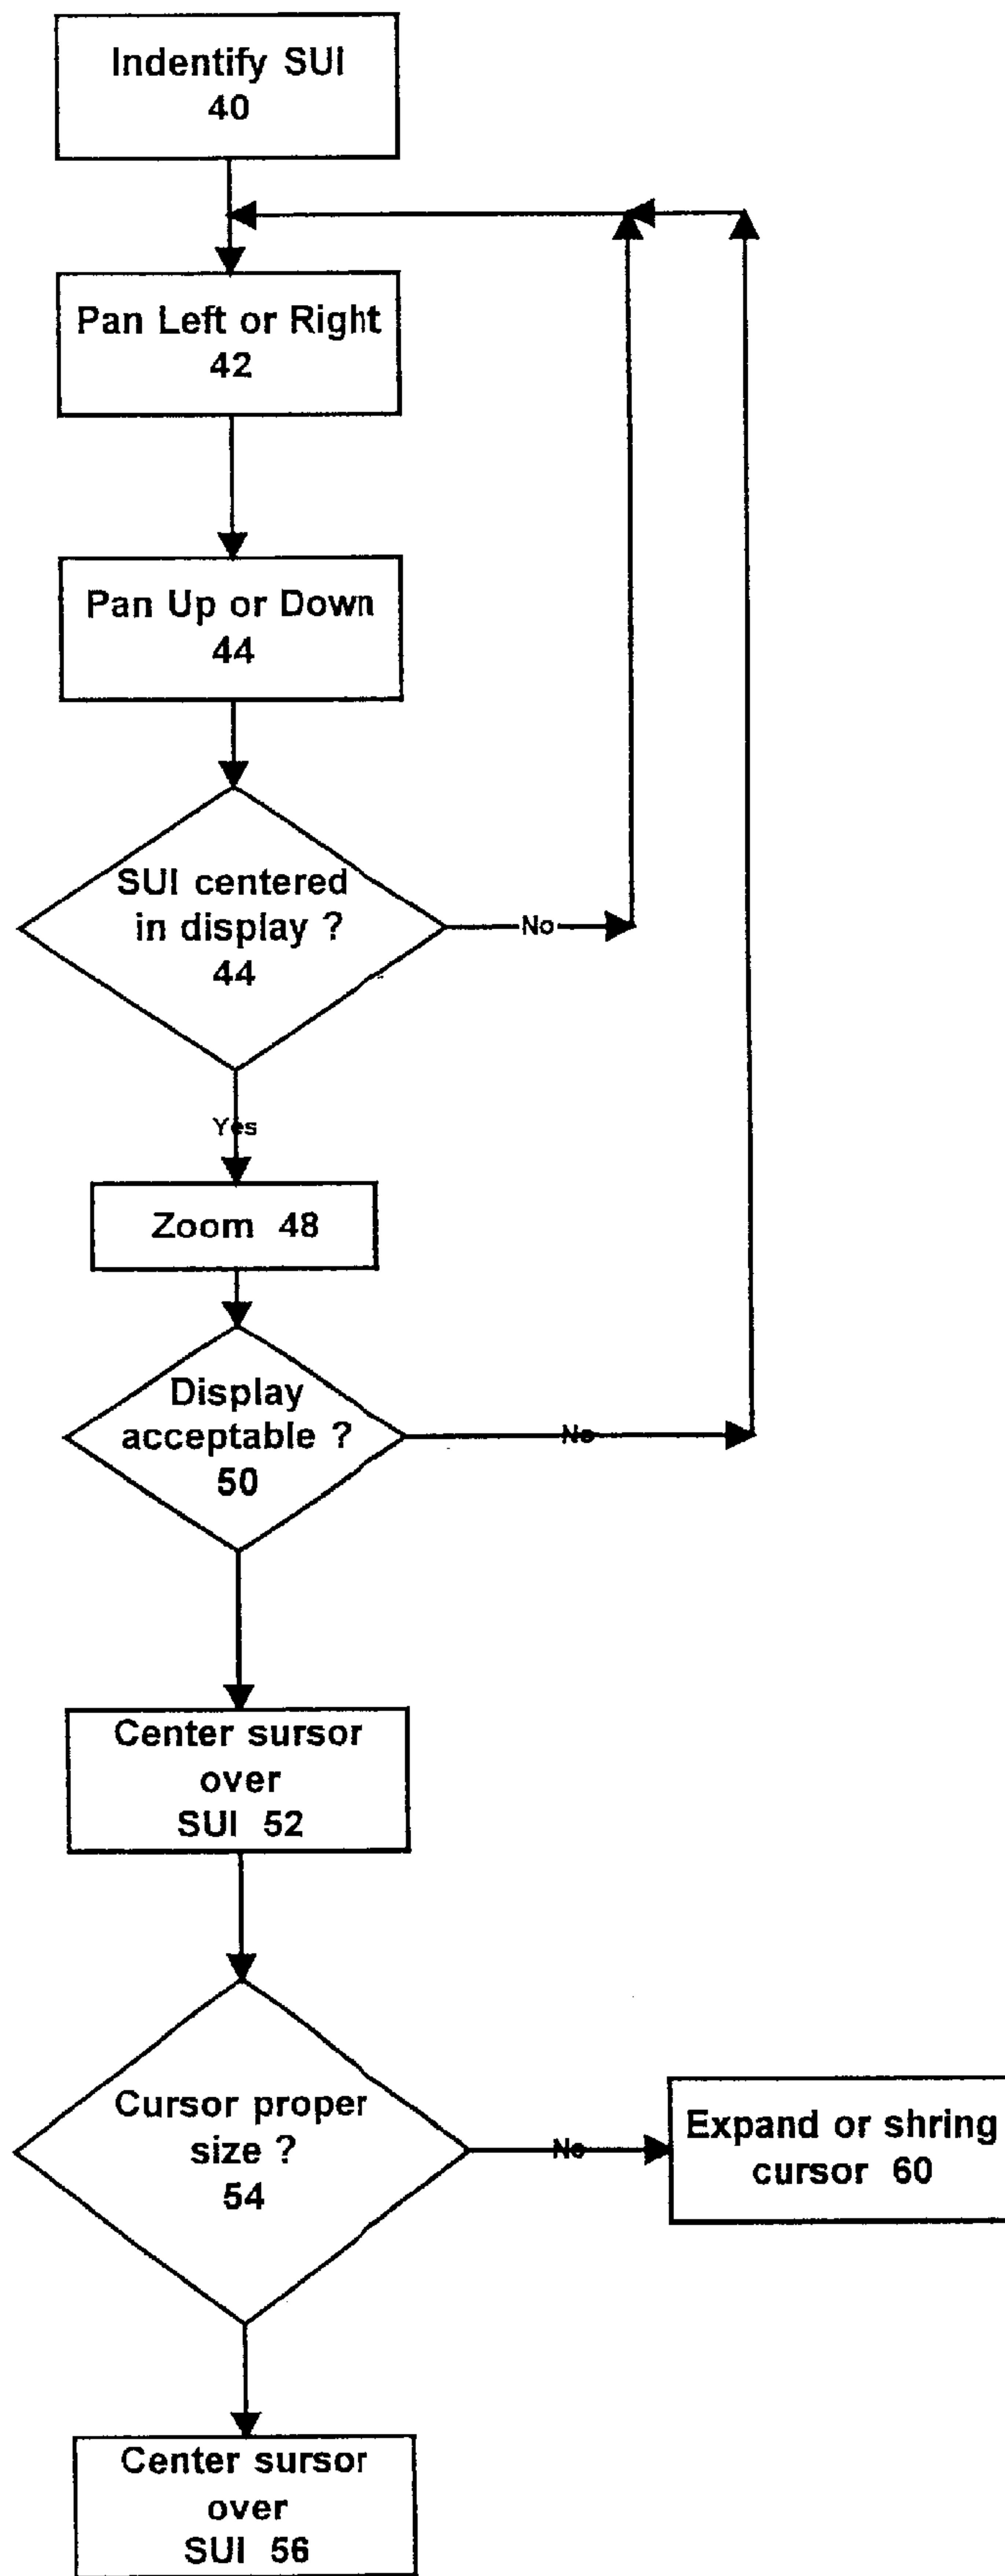 Indentify SUI
40
Pan Left or Right
42
Pan Up or Down
44
SUI centered
in display ?
44
No
Yes
Zoom 48
Display
acceptable ?
50
No
Center sursor
over
SUI 52
Cursor proper
size ?
54
No
Expand or shring
cursor 60
Center sursor
over
SUI 56